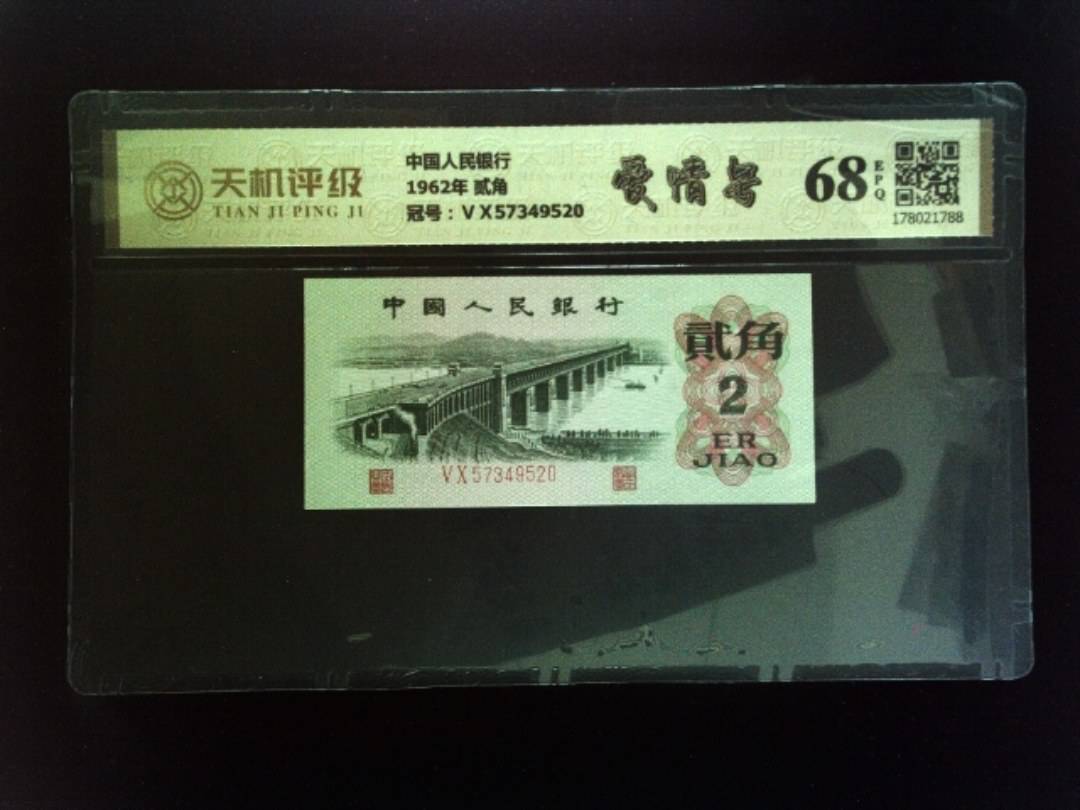 天机评级
TIAN JI PING JI
中国人民银行
1962年 贰角
冠号：VX57349520
爱情号
68
EPQ
178021788
中國人民銀行
貳角
2
ER
JIAO
VX57349520